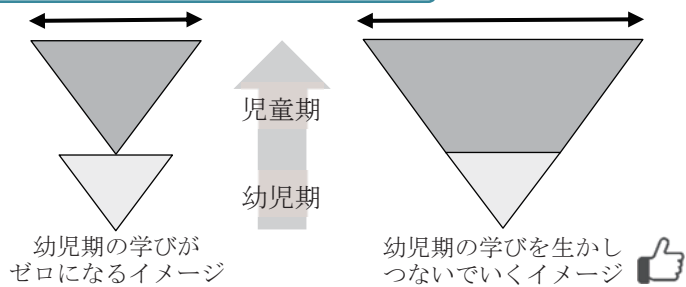 児童期
幼児期
幼児期の学びが
ゼロになるイメージ
幼児期の学びを生かし
つないでいくイメージ